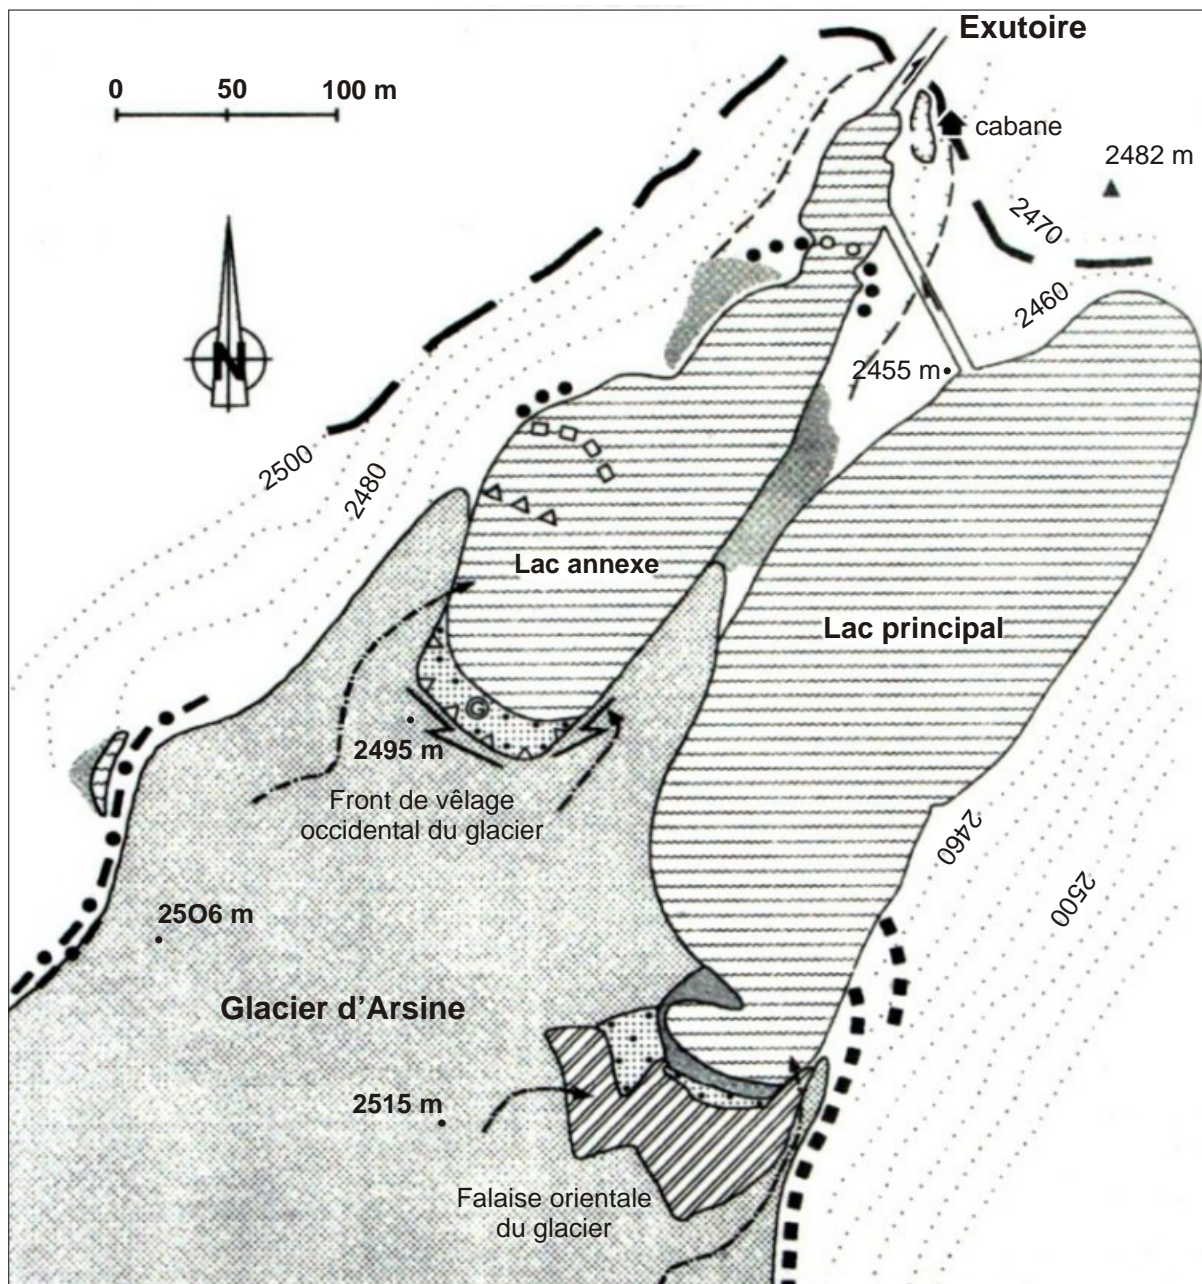 Exutoire
0 50 100 m
cabane
2482 m
2470
2460
N
2455 m
2500
2480
Lac annexe
Lac principal
G
2495 m
Front de vêlage
occidental du glacier
2460
2500
25O6 m
Glacier d'Arsine
2515 m
Falaise orientale
du glacier